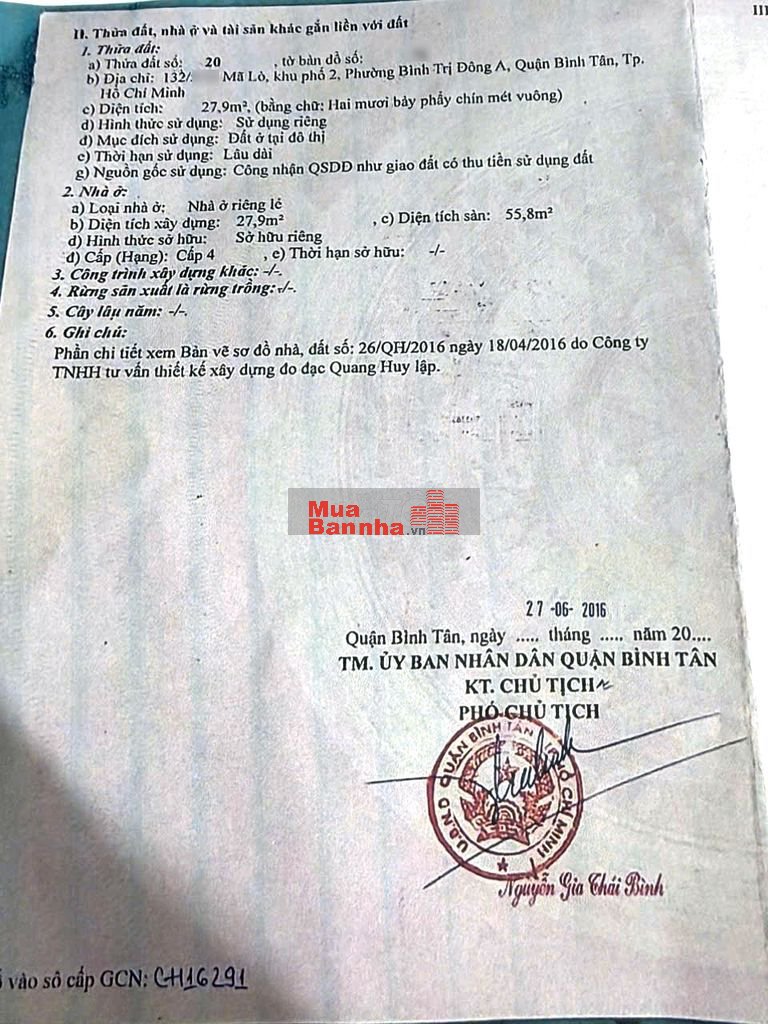 III
II. Thửa đất, nhà ở và tài sản khác gắn liền với đất
1. Thửa đất:
a) Thửa đất số: 20 , tờ bản đồ số:
b) Địa chỉ: 132/ Mã Lò, khu phố 2, Phường Bình Trị Đông A, Quận Bình Tân, Tp.
Hồ Chí Minh
c) Diện tích: 27,9m², (bằng chữ: Hai mươi bảy phẩy chín mét vuông)
d) Hình thức sử dụng: Sử dụng riêng
đ) Mục đích sử dụng: Đất ở tại đô thị
e) Thời hạn sử dụng: Lâu dài
g) Nguồn gốc sử dụng: Công nhận QSDĐ như giao đất có thu tiền sử dụng đất
2. Nhà ở:
a) Loại nhà ở: Nhà ở riêng lẻ
b) Diện tích xây dựng: 27,9m² , c) Diện tích sàn: 55,8m²
d) Hình thức sở hữu: Sở hữu riêng
đ) Cấp (Hạng): Cấp 4 , e) Thời hạn sở hữu: -/-
3. Công trình xây dựng khác: -/-.
4. Rừng sản xuất là rừng trồng: -/-.
5. Cây lâu năm: -/-.
6. Ghi chú:
Phần chi tiết xem Bản vẽ sơ đồ nhà, đất số: 26/QH/2016 ngày 18/04/2016 do Công ty
TNHH tư vấn thiết kế xây dựng đo đạc Quang Huy lập.
Mua
Bannha.vn
27 -06- 2016
Quận Bình Tân, ngày ..... tháng ..... năm 20....
TM. ỦY BAN NHÂN DÂN QUẬN BÌNH TÂN
KT. CHỦ TỊCH
PHÓ CHỦ TỊCH
U.B.N.D QUẬN BÌNH TÂN T.P HỒ CHÍ MINH
Nguyễn Gia Thái Bình
vào sổ cấp GCN: CH16291